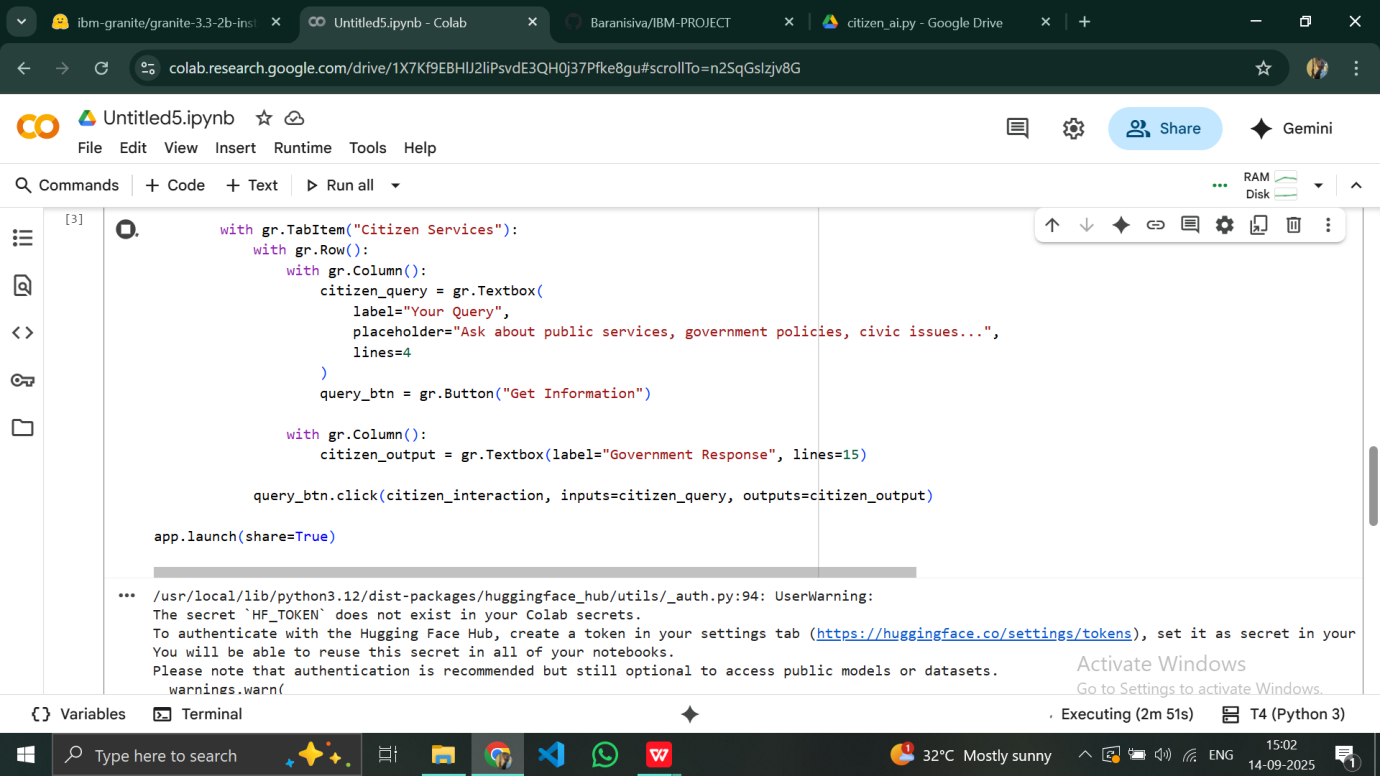 ibm-granite/granite-3.3-2b-inst
Untitled5.ipynb - Colab
Baranisiva/IBM-PROJECT
citizen_ai.py - Google Drive
colab.research.google.com/drive/1X7Kf9EBHlJ2liPsvdE3QH0j37Pfke8gu#scrollTo=n2SqGsIzjv8G
CO
Untitled5.ipynb
File Edit View Insert Runtime Tools Help
Share
Gemini
Commands + Code + Text Run all
RAM
Disk
[3]
with gr.TabItem("Citizen Services"):
with gr.Row():
with gr.Column():
citizen_query = gr.Textbox(
label="Your Query",
placeholder="Ask about public services, government policies, civic issues...",
lines=4
)
query_btn = gr.Button("Get Information")
with gr.Column():
citizen_output = gr.Textbox(label="Government Response", lines=15)
query_btn.click(citizen_interaction, inputs=citizen_query, outputs=citizen_output)
app.launch(share=True)
/usr/local/lib/python3.12/dist-packages/huggingface_hub/utils/_auth.py:94: UserWarning:
The secret `HF_TOKEN` does not exist in your Colab secrets.
To authenticate with the Hugging Face Hub, create a token in your settings tab (https://huggingface.co/settings/tokens), set it as secret in your
You will be able to reuse this secret in all of your notebooks.
Please note that authentication is recommended but still optional to access public models or datasets.
warnings.warn(
Activate Windows
Go to Settings to activate Windows.
{} Variables Terminal
Executing (2m 51s) T4 (Python 3)
Type here to search
W
1
32°C Mostly sunny
ENG
15:02
14-09-2025
1